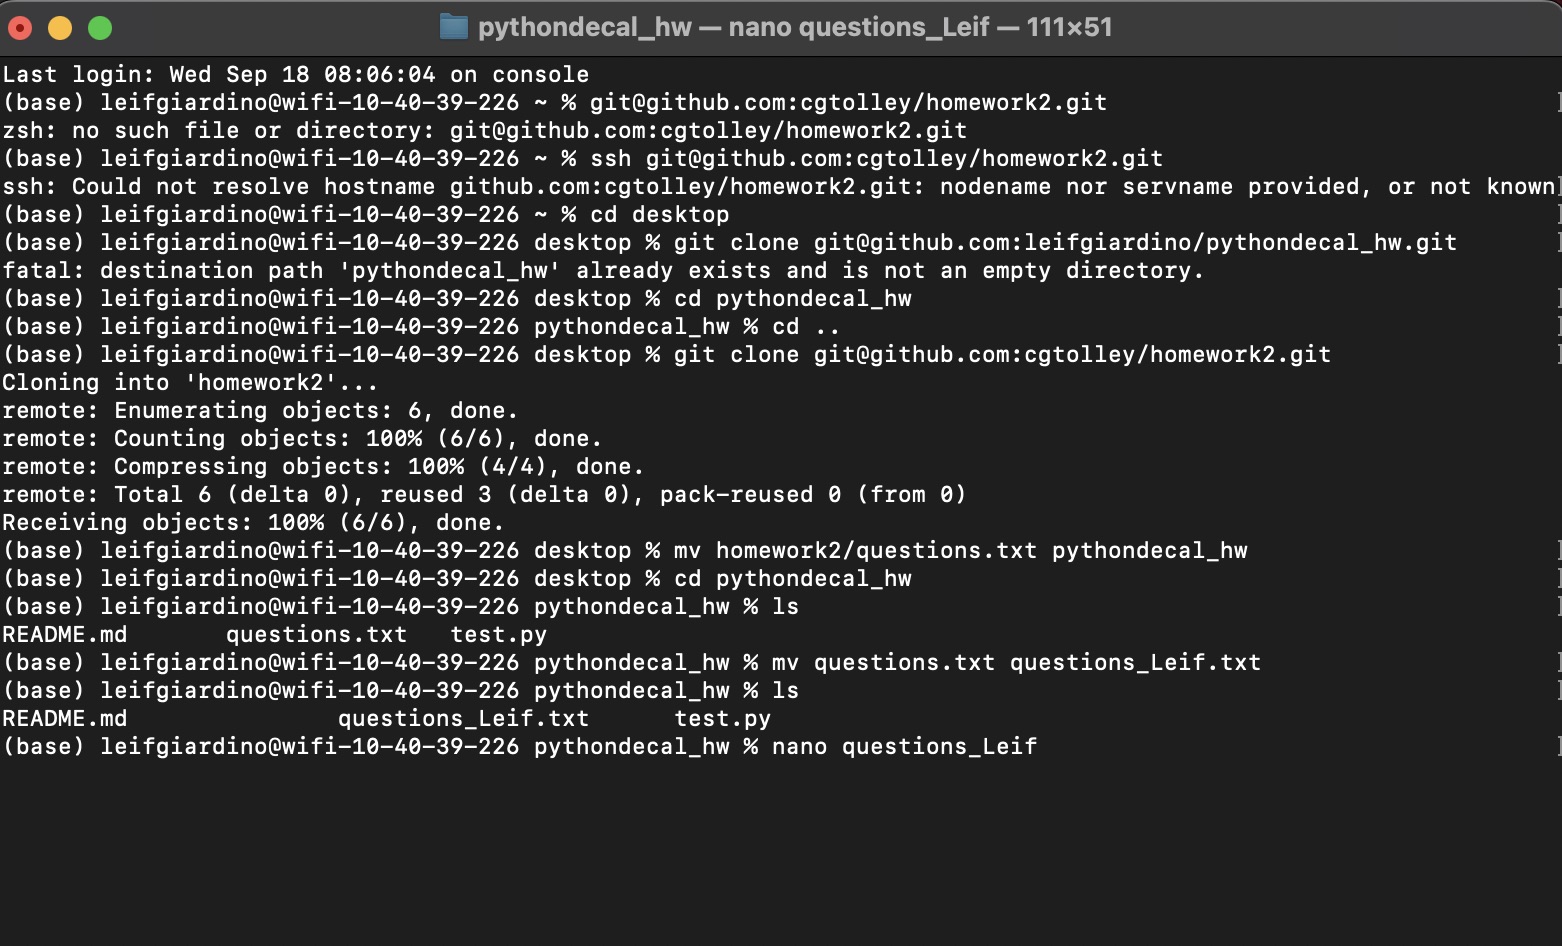 pythondecal_hw — nano questions_Leif — 111×51
Last login: Wed Sep 18 08:06:04 on console
(base) leifgiardino@wifi-10-40-39-226 ~ % git@github.com:cgtolley/homework2.git
zsh: no such file or directory: git@github.com:cgtolley/homework2.git
(base) leifgiardino@wifi-10-40-39-226 ~ % ssh git@github.com:cgtolley/homework2.git
ssh: Could not resolve hostname github.com:cgtolley/homework2.git: nodename nor servname provided, or not known
(base) leifgiardino@wifi-10-40-39-226 ~ % cd desktop
(base) leifgiardino@wifi-10-40-39-226 desktop % git clone git@github.com:leifgiardino/pythondecal_hw.git
fatal: destination path 'pythondecal_hw' already exists and is not an empty directory.
(base) leifgiardino@wifi-10-40-39-226 desktop % cd pythondecal_hw
(base) leifgiardino@wifi-10-40-39-226 pythondecal_hw % cd ..
(base) leifgiardino@wifi-10-40-39-226 desktop % git clone git@github.com:cgtolley/homework2.git
Cloning into 'homework2'...
remote: Enumerating objects: 6, done.
remote: Counting objects: 100% (6/6), done.
remote: Compressing objects: 100% (4/4), done.
remote: Total 6 (delta 0), reused 3 (delta 0), pack-reused 0 (from 0)
Receiving objects: 100% (6/6), done.
(base) leifgiardino@wifi-10-40-39-226 desktop % mv homework2/questions.txt pythondecal_hw
(base) leifgiardino@wifi-10-40-39-226 desktop % cd pythondecal_hw
(base) leifgiardino@wifi-10-40-39-226 pythondecal_hw % ls
README.md       questions.txt   test.py
(base) leifgiardino@wifi-10-40-39-226 pythondecal_hw % mv questions.txt questions_Leif.txt
(base) leifgiardino@wifi-10-40-39-226 pythondecal_hw % ls
README.md               questions_Leif.txt      test.py
(base) leifgiardino@wifi-10-40-39-226 pythondecal_hw % nano questions_Leif